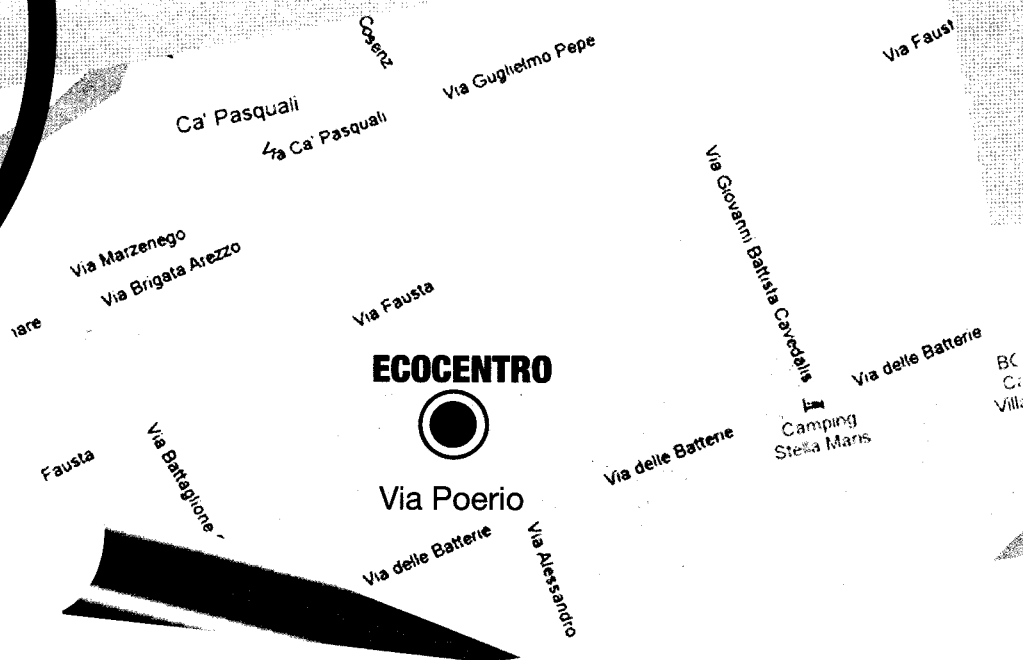 Cosenz
Via Guglielmo Pepe
Via Faust
Ca' Pasquali
Via Ca' Pasquali
Via Giovanni Battista Cavedalis
Via Marzenego
Via Brigata Arezzo
Via Fausta
ECOCENTRO
Via delle Batterie
Camping
Stella Maris
Via delle Batterie
Via Battaglione
Fausta
Via Poerio
Via delle Batterie
Via Alessandro